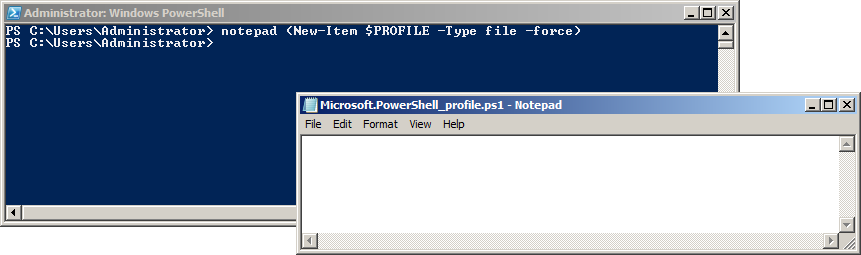 Administrator: Windows PowerShell
PS C:\Users\Administrator> notepad (New-Item $PROFILE -Type file -force)
PS C:\Users\Administrator>
Microsoft.PowerShell_profile.ps1 - Notepad
File Edit Format View Help